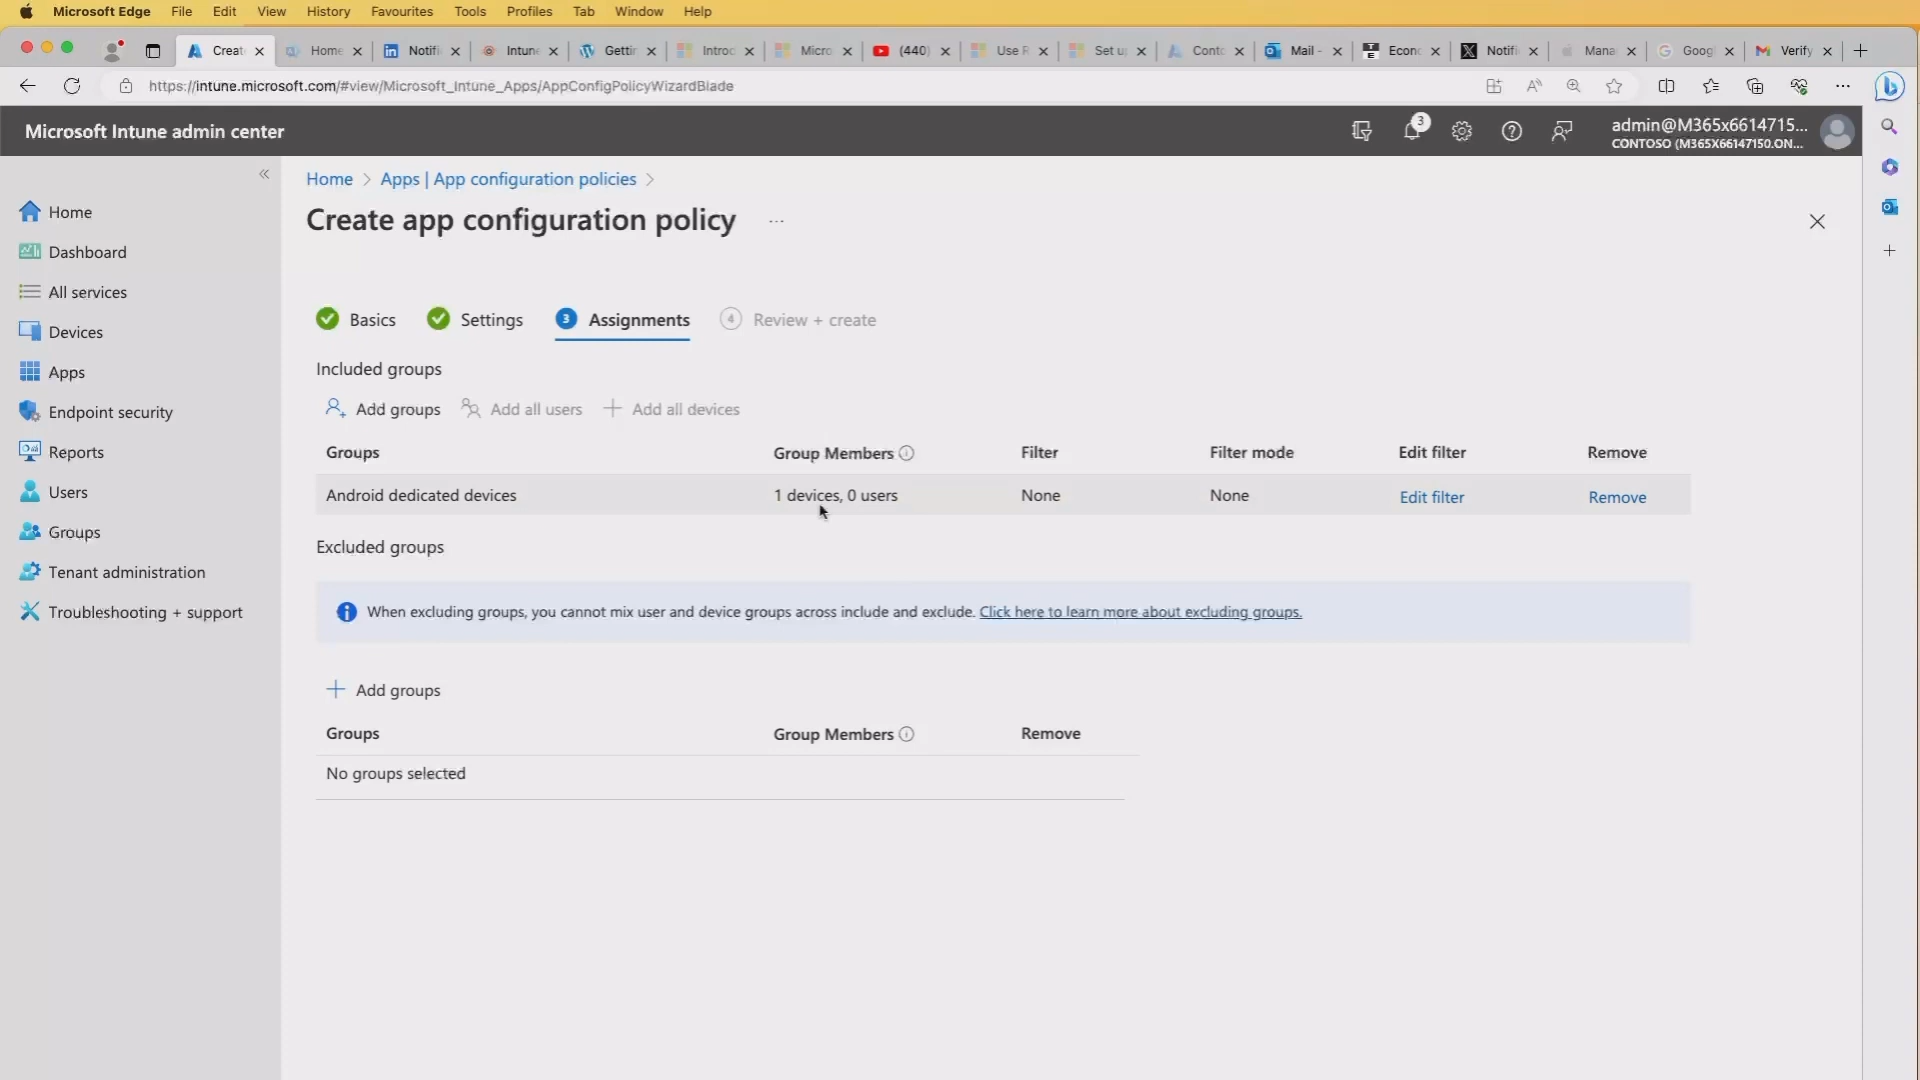 Microsoft Edge File Edit View History Favourites Tools Profiles Tab Window Help
Creat Home Notifi Intune Gettin Introd Micro (440) Use R Set up Conto Mail - Econo Notifi Mana Goog Verify
https://intune.microsoft.com/#view/Microsoft_Intune_Apps/AppConfigPolicyWizardBlade
Microsoft Intune admin center
3
admin@M365x6614715...
CONTOSO (M365X66147150.ON...
Home > Apps | App configuration policies >
Create app configuration policy ...
Home
Dashboard
All services
Devices
Apps
Endpoint security
Reports
Users
Groups
Tenant administration
Troubleshooting + support
Basics Settings 3 Assignments 4 Review + create
Included groups
Add groups Add all users Add all devices
Groups Group Members Filter Filter mode Edit filter Remove
Android dedicated devices 1 devices, 0 users None None Edit filter Remove
Excluded groups
When excluding groups, you cannot mix user and device groups across include and exclude. Click here to learn more about excluding groups.
Add groups
Groups Group Members Remove
No groups selected